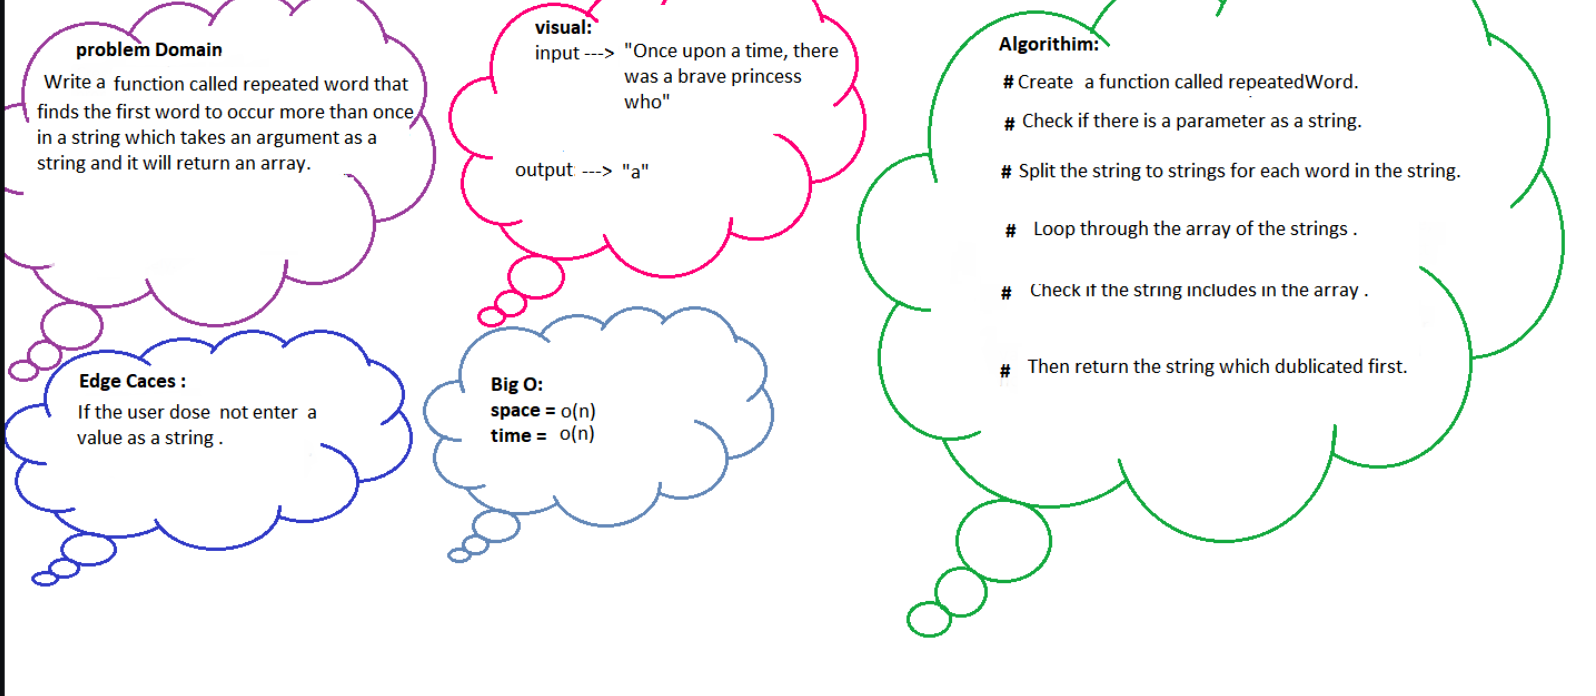 problem Domain
Write a function called repeated word that
finds the first word to occur more than once
in a string which takes an argument as a
string and it will return an array.
visual:
input ---> "Once upon a time, there
was a brave princess
who"
output ---> "a"
Algorithim:
# Create a function called repeatedWord.
# Check if there is a parameter as a string.
# Split the string to strings for each word in the string.
# Loop through the array of the strings .
# Check if the string includes in the array .
# Then return the string which dublicated first.
Edge Caces :
If the user dose not enter a
value as a string .
Big O:
space = o(n)
time = o(n)